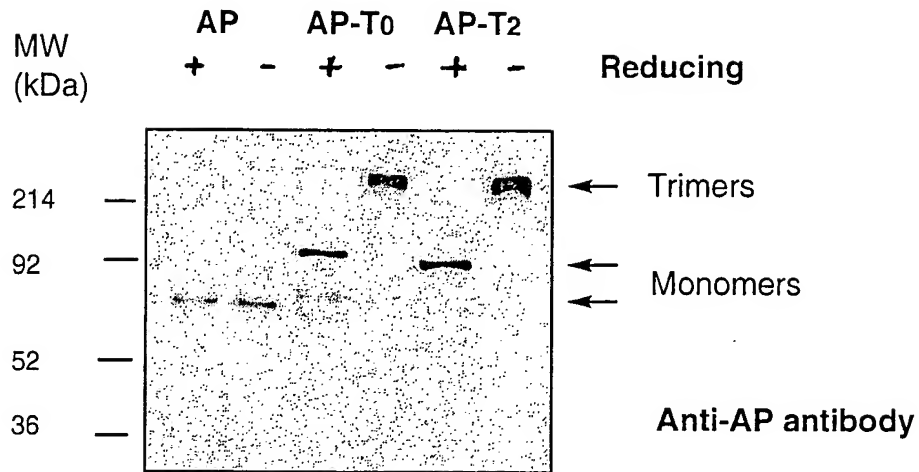 AP AP-T0 AP-T2
MW
(kDa)
+ - + - + - Reducing
Trimers
214
92
Monomers
52
36
Anti-AP antibody